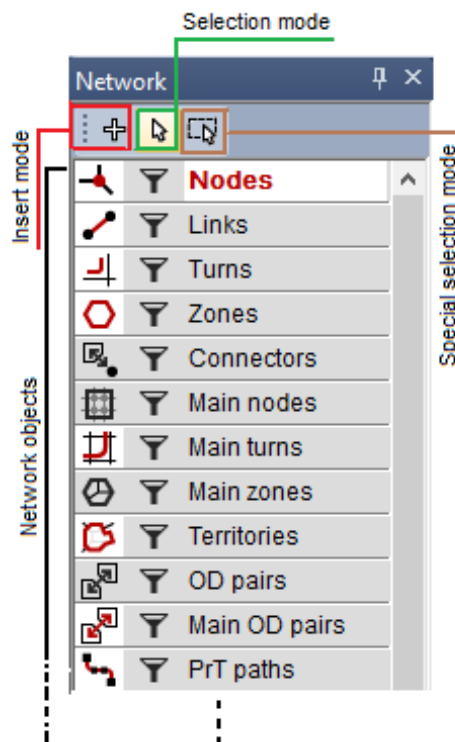 Selection mode
Network
Insert mode
Special selection mode
Network objects
Nodes
Links
Turns
Zones
Connectors
Main nodes
Main turns
Main zones
Territories
OD pairs
Main OD pairs
PrT paths